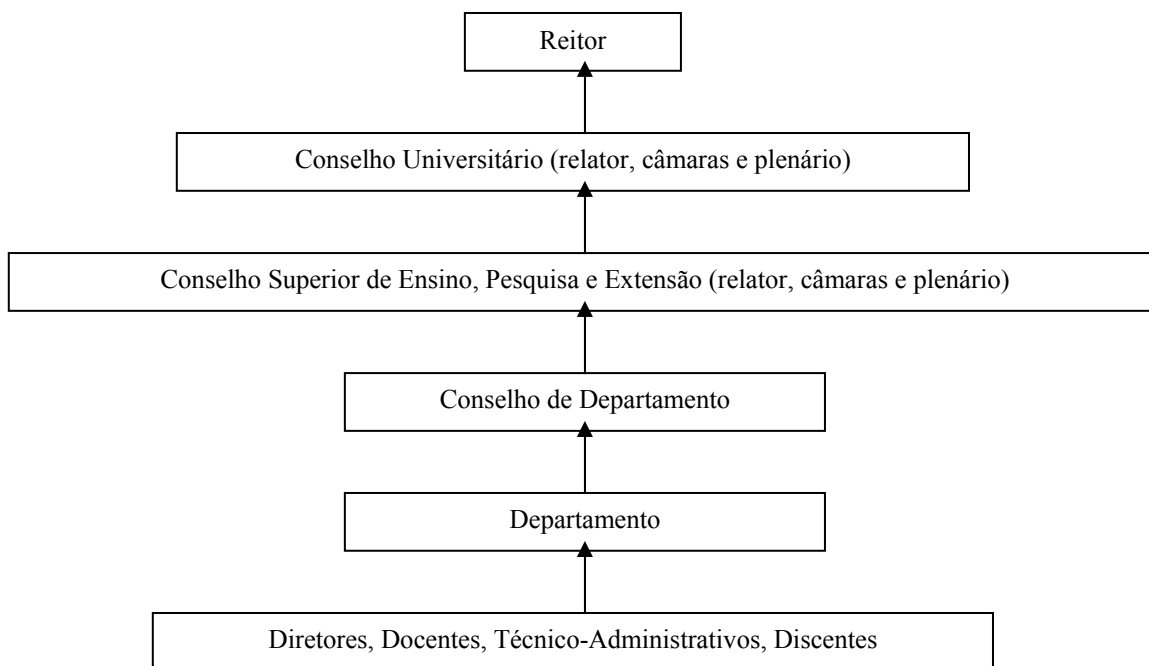 Reitor
Conselho Universitário (relator, câmaras e plenário)
Conselho Superior de Ensino, Pesquisa e Extensão (relator, câmaras e plenário)
Conselho de Departamento
Departamento
Diretores, Docentes, Técnico-Administrativos, Discentes